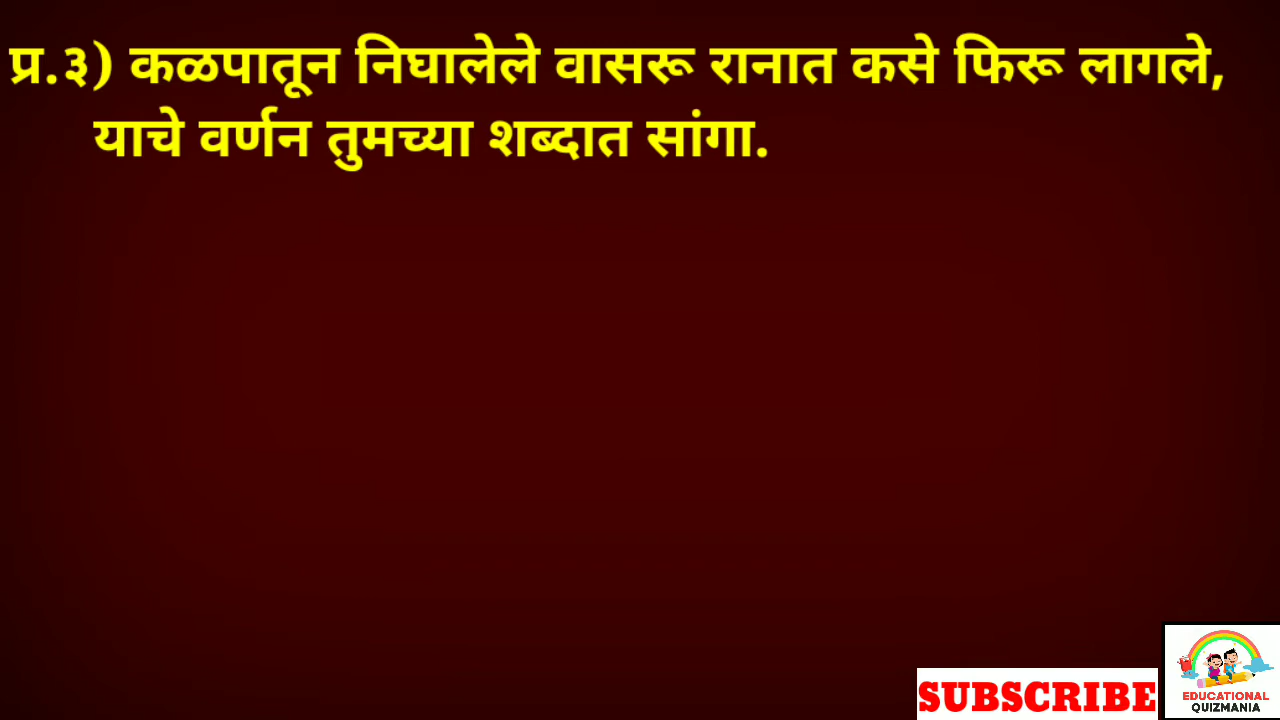 प्र.३) कळपातून निघालेले वासरू रानात कसे फिरू लागले,
याचे वर्णन तुमच्या शब्दात सांगा.
SUBSCRIBE
EDUCATIONAL
QUIZMANIA